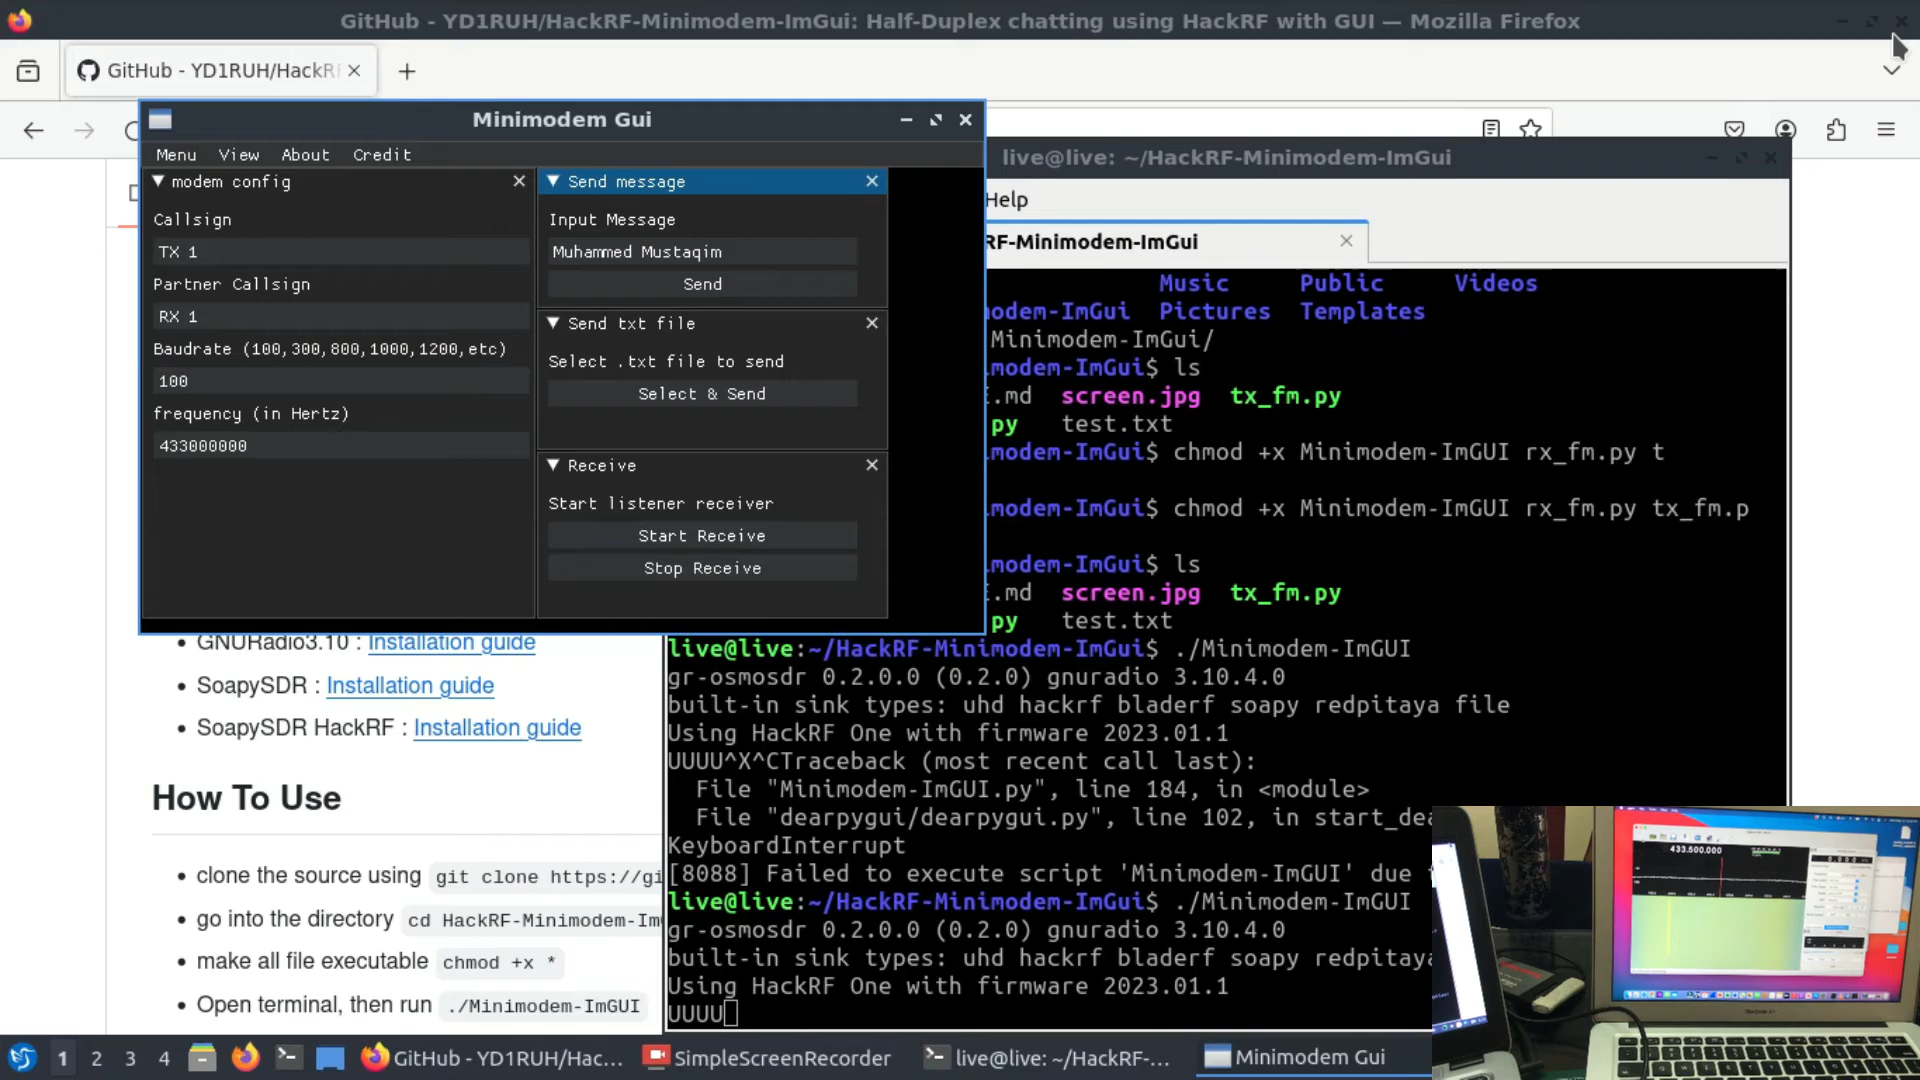 GitHub - YD1RUH/HackRF-Minimodem-ImGui: Half-Duplex chatting using HackRF with GUI — Mozilla Firefox
GitHub - YD1RUH/HackRF
Minimodem Gui
Menu View About Credit
modem config
Callsign
TX 1
Partner Callsign
RX 1
Baudrate (100,300,800,1000,1200,etc)
100
frequency (in Hertz)
433000000
Send message
Input Message
Muhammed Mustaqim
Send
Send txt file
Select .txt file to send
Select & Send
Receive
Start listener receiver
Start Receive
Stop Receive
live@live: ~/HackRF-Minimodem-ImGui
Help
RF-Minimodem-ImGui
Music Public Videos
modem-ImGui Pictures Templates
Minimodem-ImGui/
modem-ImGui$ ls
.md screen.jpg tx_fm.py
py test.txt
modem-ImGui$ chmod +x Minimodem-ImGUI rx_fm.py t
modem-ImGui$ chmod +x Minimodem-ImGUI rx_fm.py tx_fm.p
modem-ImGui$ ls
.md screen.jpg tx_fm.py
py test.txt
live@live:~/HackRF-Minimodem-ImGui$ ./Minimodem-ImGUI
gr-osmosdr 0.2.0.0 (0.2.0) gnuradio 3.10.4.0
built-in sink types: uhd hackrf bladerf soapy redpitaya file
Using HackRF One with firmware 2023.01.1
UUUU^X^CTraceback (most recent call last):
File "Minimodem-ImGUI.py", line 184, in <module>
File "dearpygui/dearpygui.py", line 102, in start_dea
KeyboardInterrupt
[8088] Failed to execute script 'Minimodem-ImGUI' due
live@live:~/HackRF-Minimodem-ImGui$ ./Minimodem-ImGUI
gr-osmosdr 0.2.0.0 (0.2.0) gnuradio 3.10.4.0
built-in sink types: uhd hackrf bladerf soapy redpitaya
Using HackRF One with firmware 2023.01.1
UUUU
• GNURadio3.10 : Installation guide
• SoapySDR : Installation guide
• SoapySDR HackRF : Installation guide
How To Use
• clone the source using git clone https://gi
• go into the directory cd HackRF-Minimodem-Im
• make all file executable chmod +x *
• Open terminal, then run ./Minimodem-ImGUI
433.500.000
1 2 3 4 GitHub - YD1RUH/Hac... SimpleScreenRecorder live@live: ~/HackRF-... Minimodem Gui